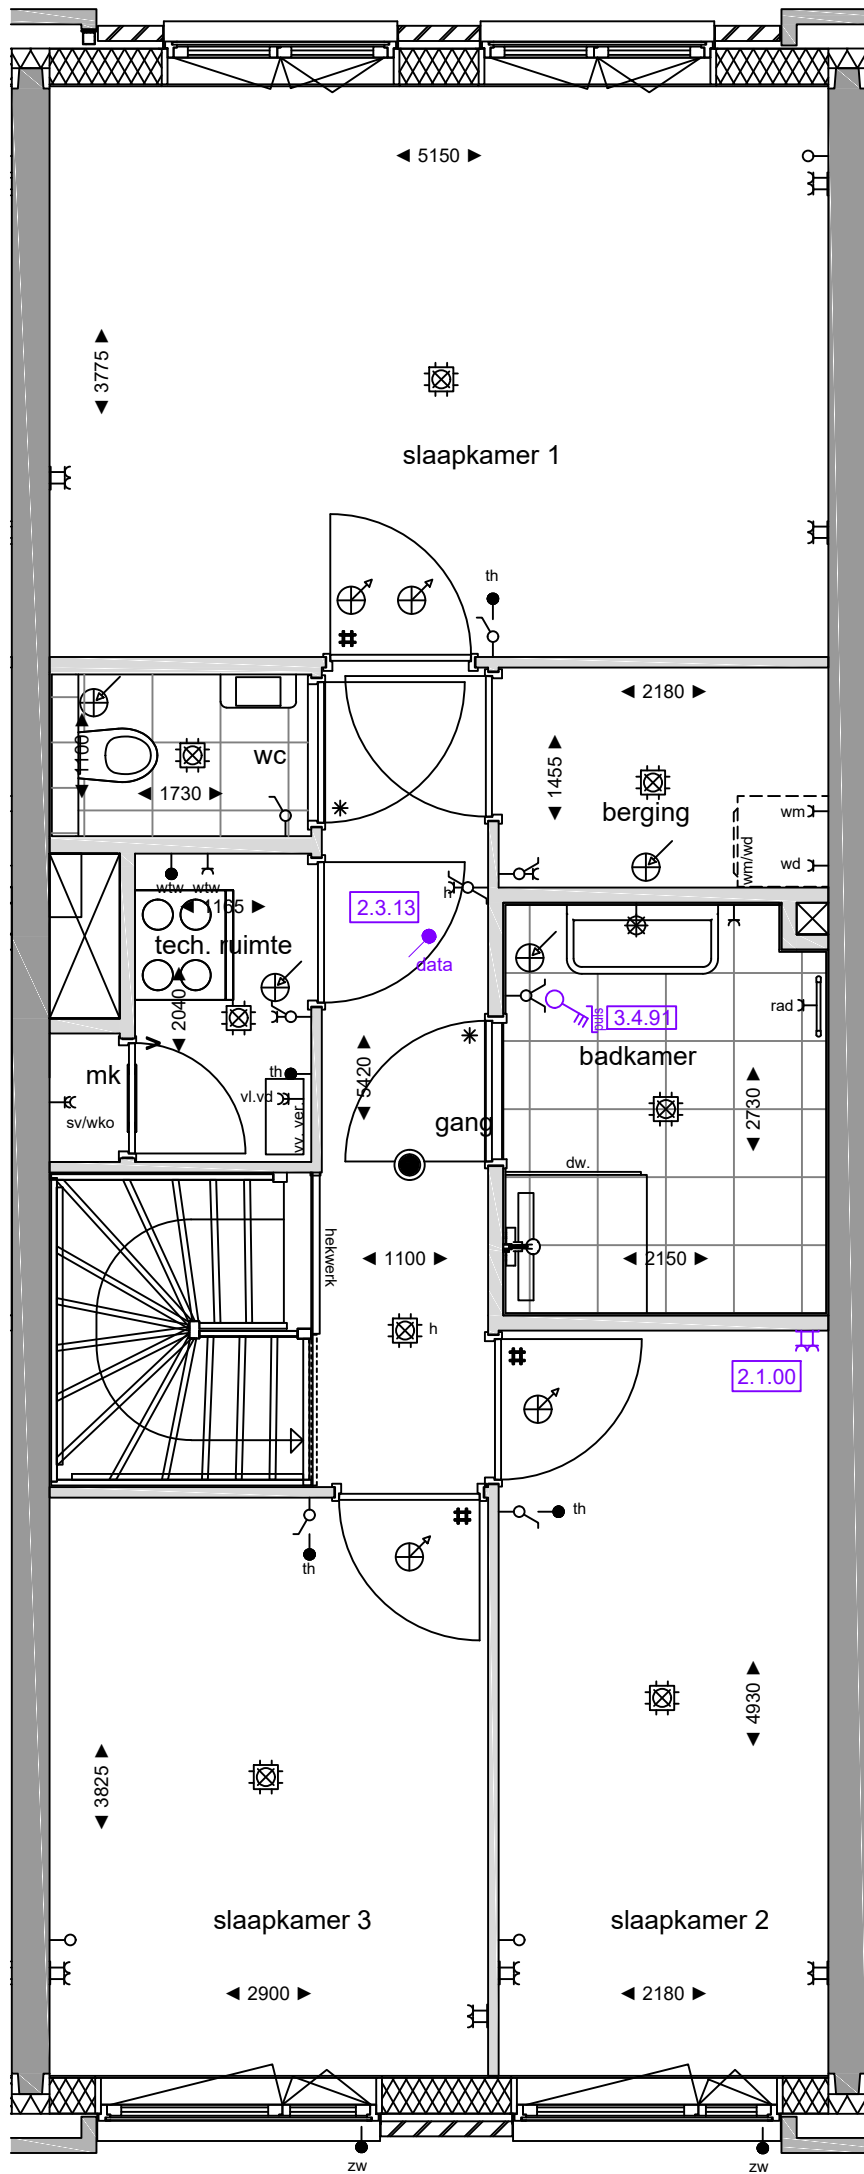 5150
3775
slaapkamer 1
th
2180
1100
wc
1730
1455
berging
wm
wm/wd
wd
wtw wtw
1165
h
2.3.13
tech. ruimte
data
2040
puls
3.4.91
rad
badkamer
5420
mk
th
vl.vd
sv/wko
vv. ver.
gang
2730
dw.
hekwerk
1100
2150
h
2.1.00
th
th
4930
3825
slaapkamer 3
slaapkamer 2
2900
2180
zw
zw